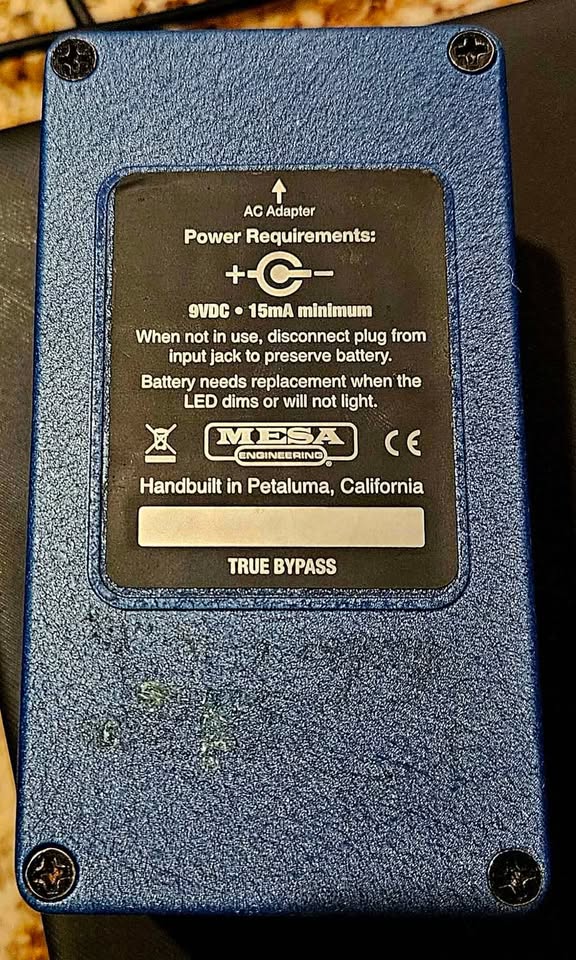 AC Adapter
Power Requirements:
+ −
9VDC • 15mA minimum
When not in use, disconnect plug from
input jack to preserve battery.
Battery needs replacement when the
LED dims or will not light.
MESA
ENGINEERING®
CE
Handbuilt in Petaluma, California
TRUE BYPASS